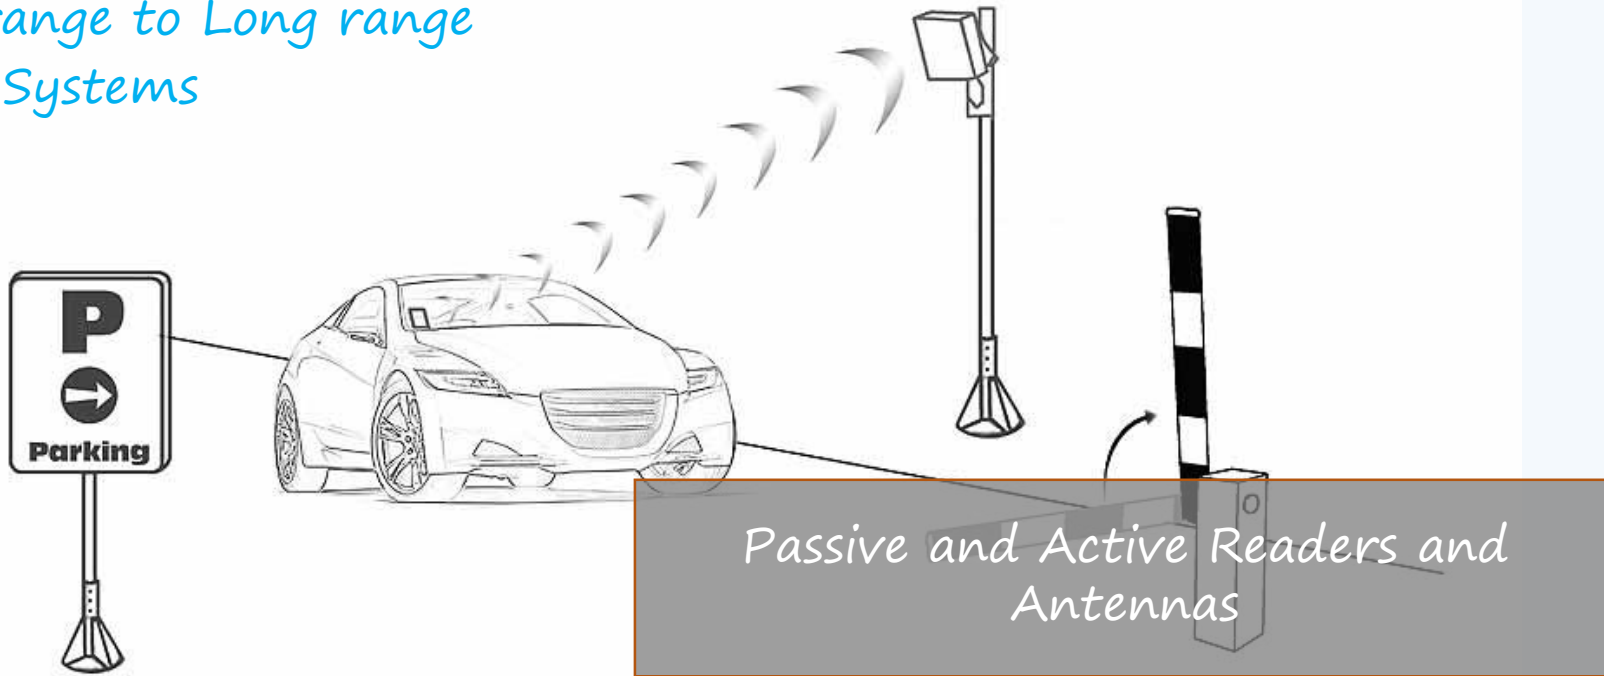 ange to Long range
Systems
P
Parking
Passive and Active Readers and
Antennas